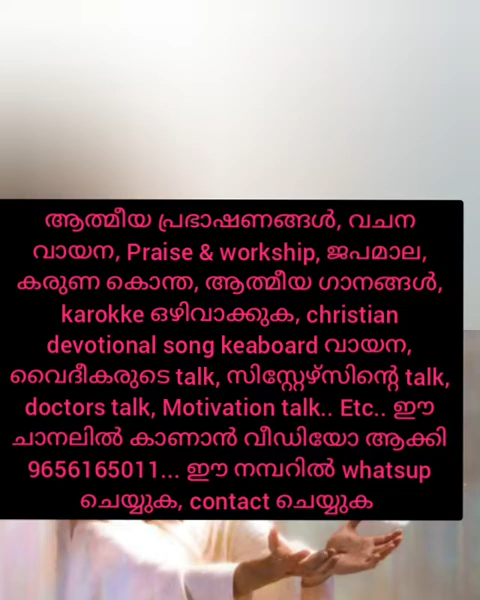 ആത്മീയ പ്രഭാഷണങ്ങൾ, വചന
വായന, Praise & workship, ജപമാല,
കരുണ കൊന്ത, ആത്മീയ ഗാനങ്ങൾ,
karokke ഒഴിവാക്കുക, christian
devotional song keaboard വായന,
വൈദീകരുടെ talk, സിസ്റ്റേഴ്സിന്റെ talk,
doctors talk, Motivation talk.. Etc.. ഈ
ചാനലിൽ കാണാൻ വീഡിയോ ആക്കി
9656165011... ഈ നമ്പറിൽ whatsup
ചെയ്യുക, contact ചെയ്യുക